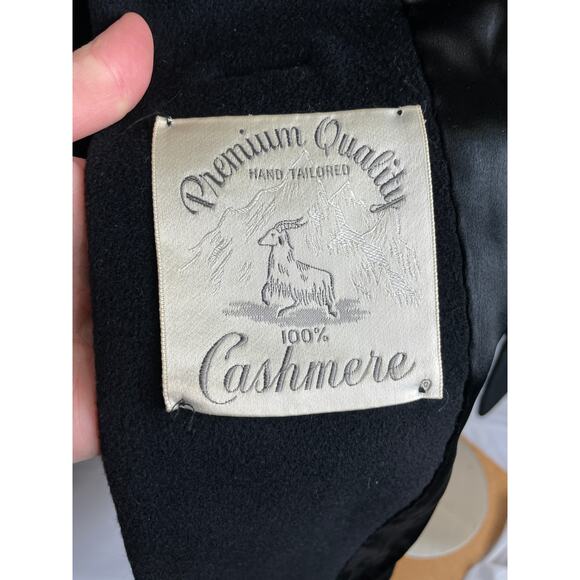 Premium Quality
HAND TAILORED
100%
Cashmere